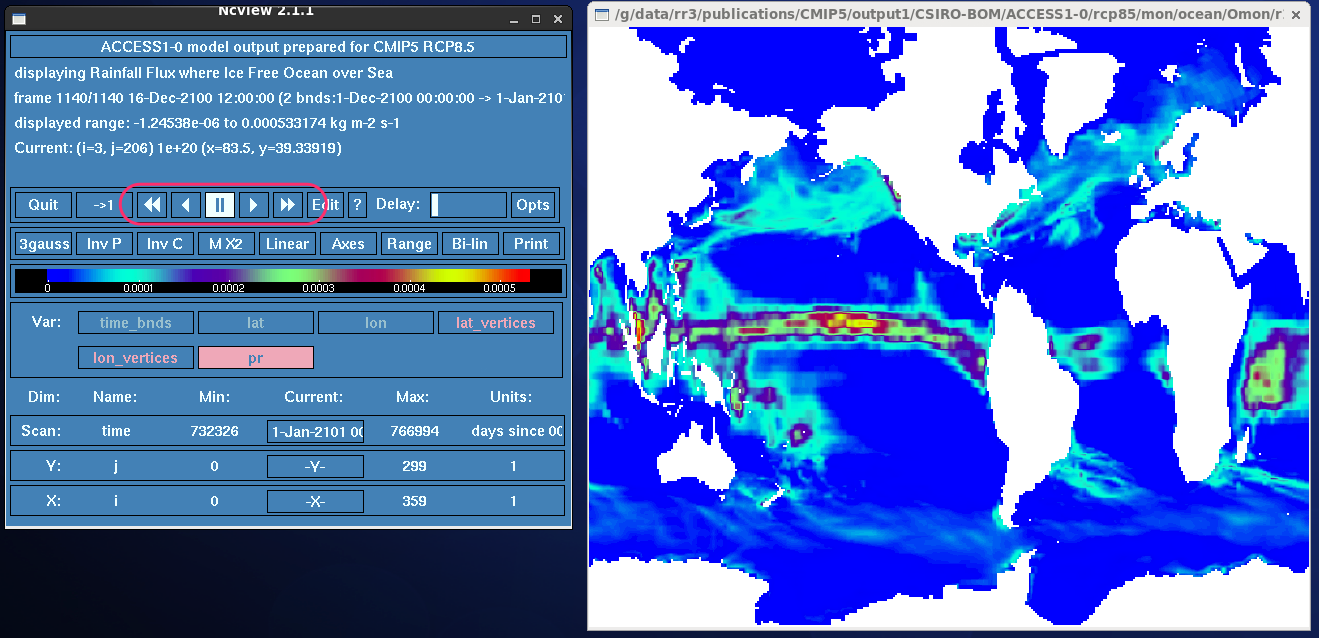 Ncview 2.1.1
/g/data/rr3/publications/CMIP5/output1/CSIRO-BOM/ACCESS1-0/rcp85/mon/ocean/Omon/r
ACCESS1-0 model output prepared for CMIP5 RCP8.5
displaying Rainfall Flux where Ice Free Ocean over Sea
frame 1140/1140 16-Dec-2100 12:00:00 (2 bnds:1-Dec-2100 00:00:00 -> 1-Jan-210
displayed range: -1.24538e-06 to 0.000533174 kg m-2 s-1
Current: (i=3, j=206) 1e+20 (x=83.5, y=39.33919)
Quit ->1 Edit ? Delay: Opts
3gauss Inv P Inv C M X2 Linear Axes Range Bi-lin Print
0 0.0001 0.0002 0.0003 0.0004 0.0005
Var: time_bnds lat lon lat_vertices
lon_vertices pr
Dim: Name: Min: Current: Max: Units:
Scan: time 732326 1-Jan-2101 00 766994 days since 00
Y: j 0 -Y- 299 1
X: i 0 -X- 359 1